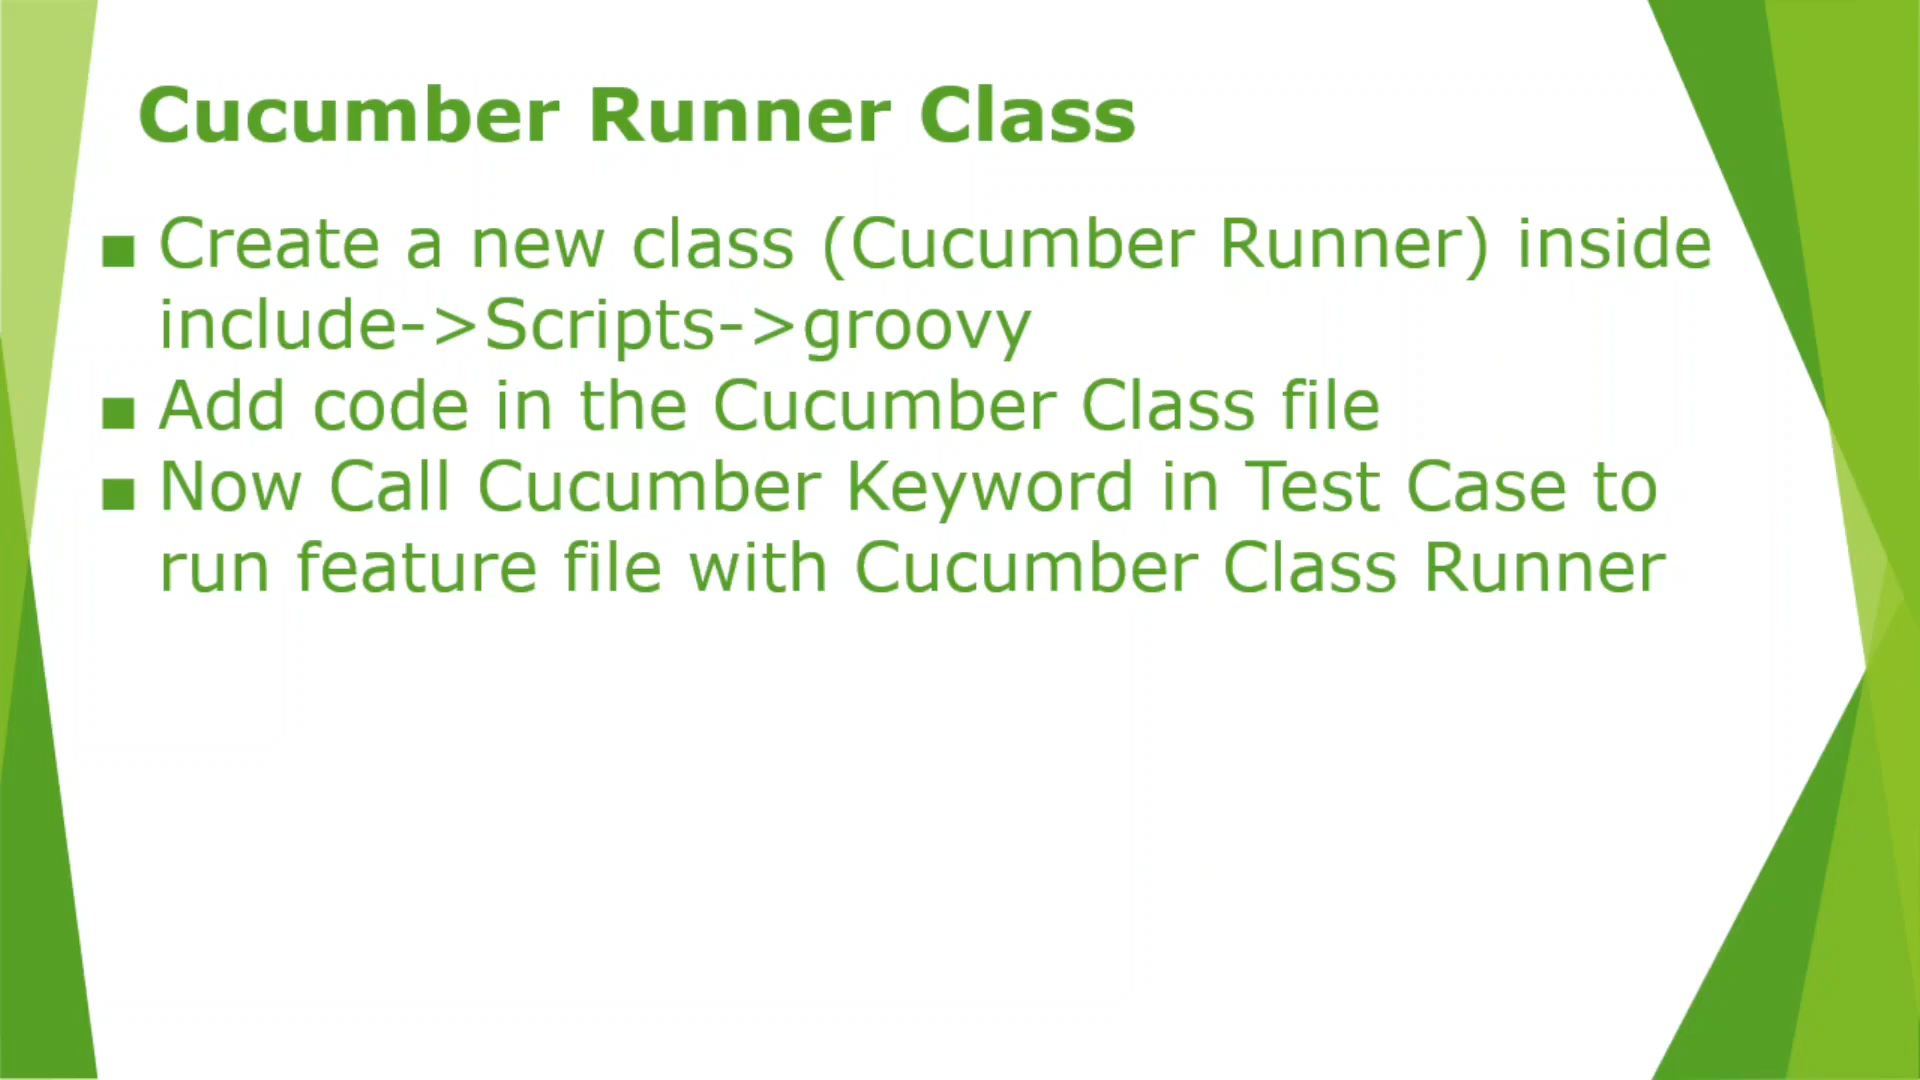 Cucumber Runner Class
■ Create a new class (Cucumber Runner) inside
include->Scripts->groovy
■ Add code in the Cucumber Class file
■ Now Call Cucumber Keyword in Test Case to
run feature file with Cucumber Class Runner